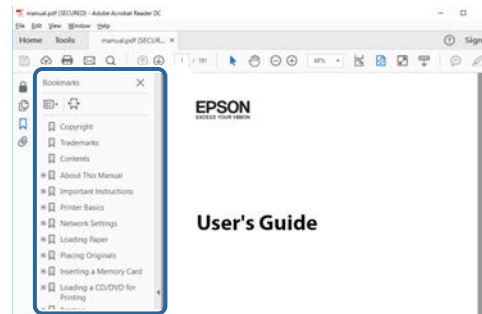 manual.pdf (SECURED) - Adobe Acrobat Reader DC
File Edit View Window Help
Home Tools manual.pdf (SECUR... ×
Sign
1 / 181
60%
Bookmarks
EPSON
EXCEED YOUR VISION
Copyright
Trademarks
Contents
About This Manual
Important Instructions
Printer Basics
Network Settings
User's Guide
Loading Paper
Placing Originals
Inserting a Memory Card
Loading a CD/DVD for
Printing